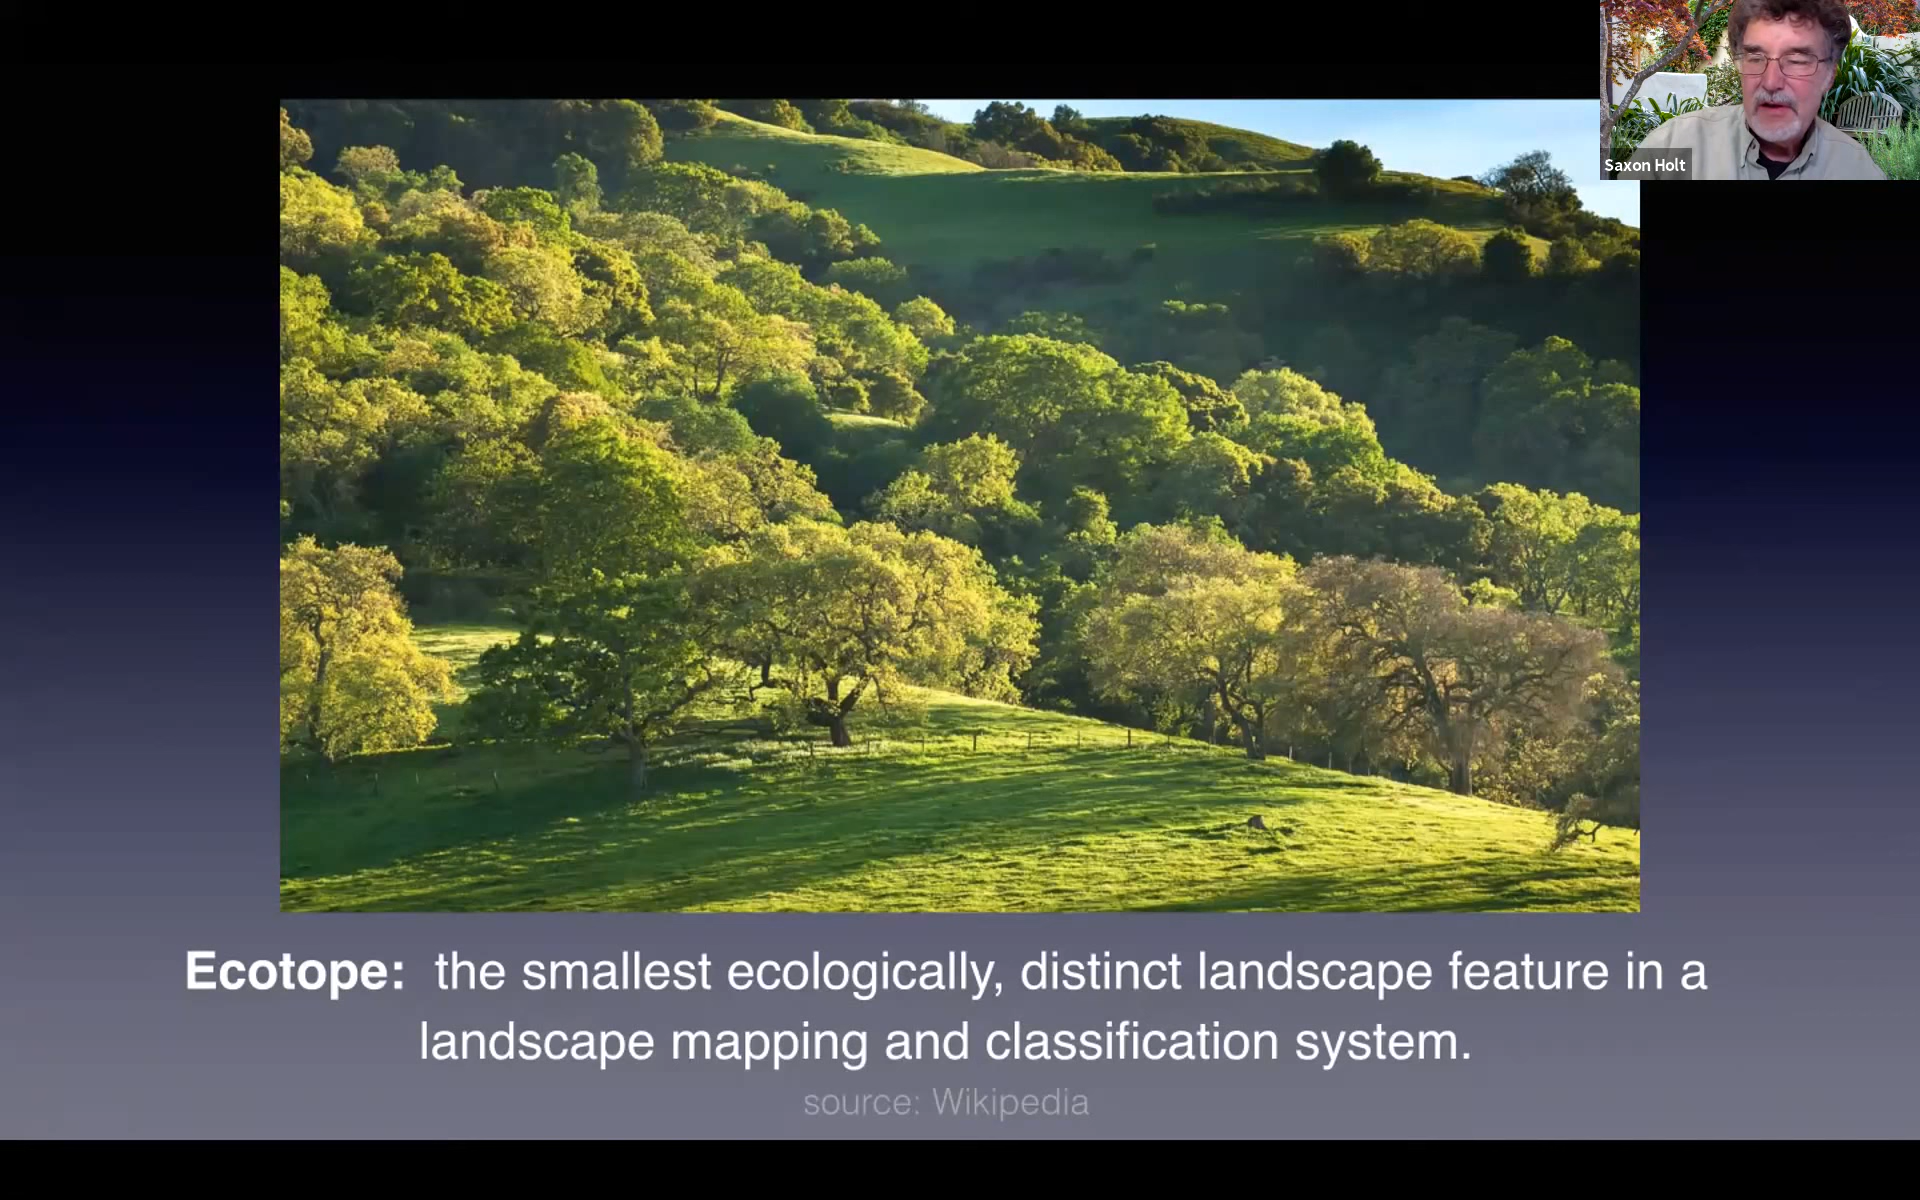 Saxon Holt
Ecotope: the smallest ecologically, distinct landscape feature in a
landscape mapping and classification system.
source: Wikipedia